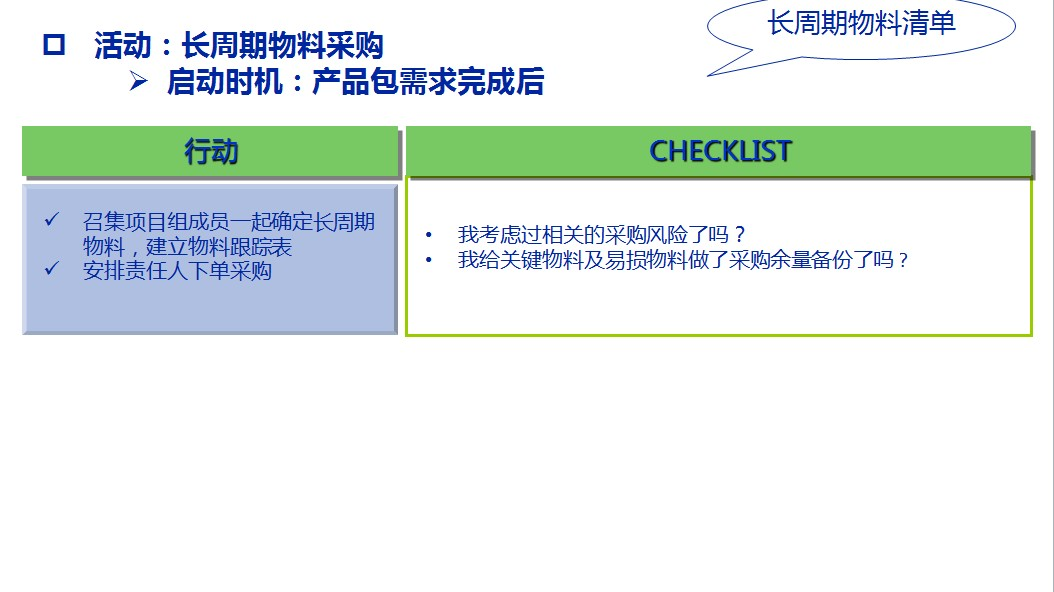 长周期物料清单
活动：长周期物料采购
启动时机：产品包需求完成后
行动
CHECKLIST
召集项目组成员一起确定长周期
物料，建立物料跟踪表
安排责任人下单采购
我考虑过相关的采购风险了吗？
我给关键物料及易损物料做了采购余量备份了吗？